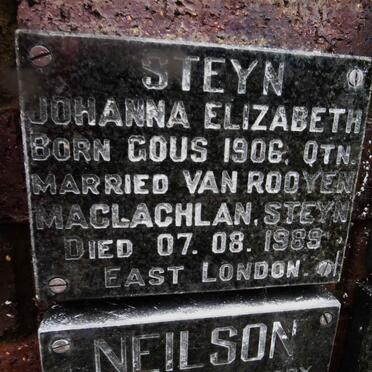 STEYN
JOHANNA ELIZABETH
BORN GOUS 1906, QTN.
MARRIED VAN ROOYEN
MACLACHLAN, STEYN
DIED 07. 08. 1989
EAST LONDON.
NEILSON